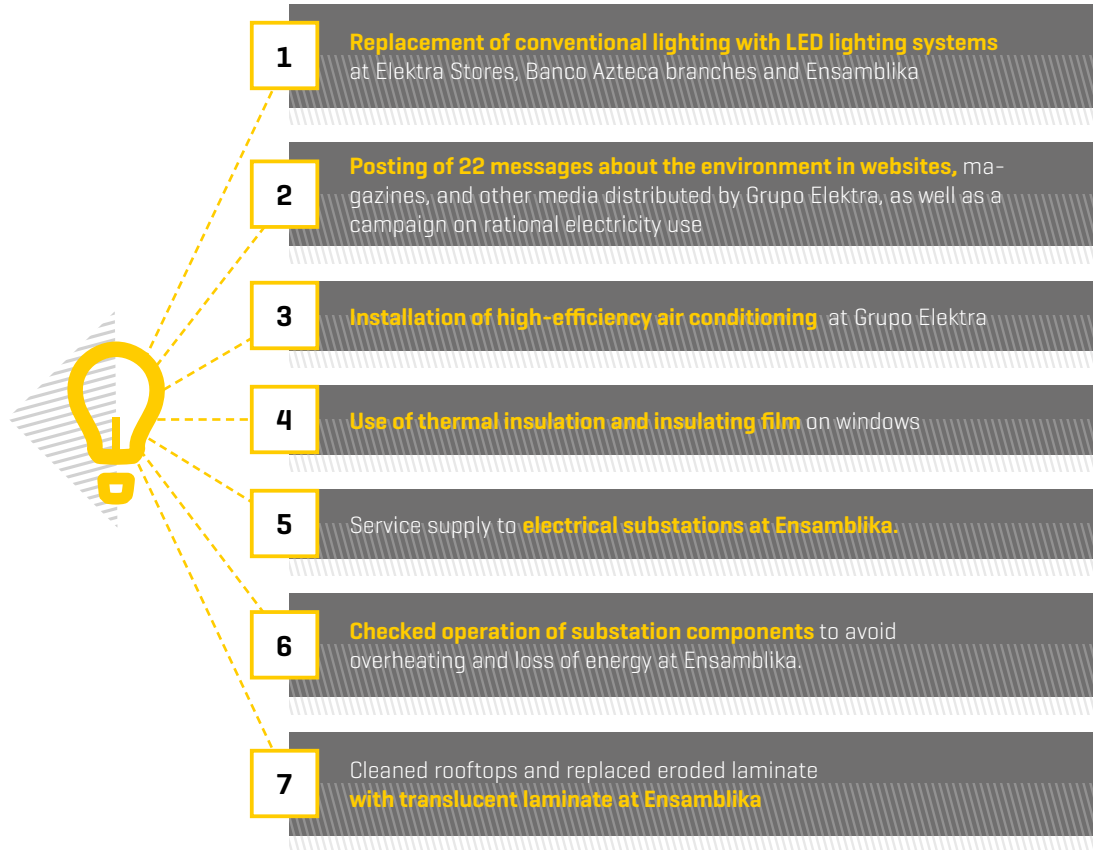 1
Replacement of conventional lighting with LED lighting systems
at Elektra Stores, Banco Azteca branches and Ensamblika
2
Posting of 22 messages about the environment in websites, ma-
gazines, and other media distributed by Grupo Elektra, as well as a
campaign on rational electricity use
3
Installation of high-efficiency air conditioning at Grupo Elektra
4
Use of thermal insulation and insulating film on windows
5
Service supply to electrical substations at Ensamblika.
6
Checked operation of substation components to avoid
overheating and loss of energy at Ensamblika.
7
Cleaned rooftops and replaced eroded laminate
with translucent laminate at Ensamblika